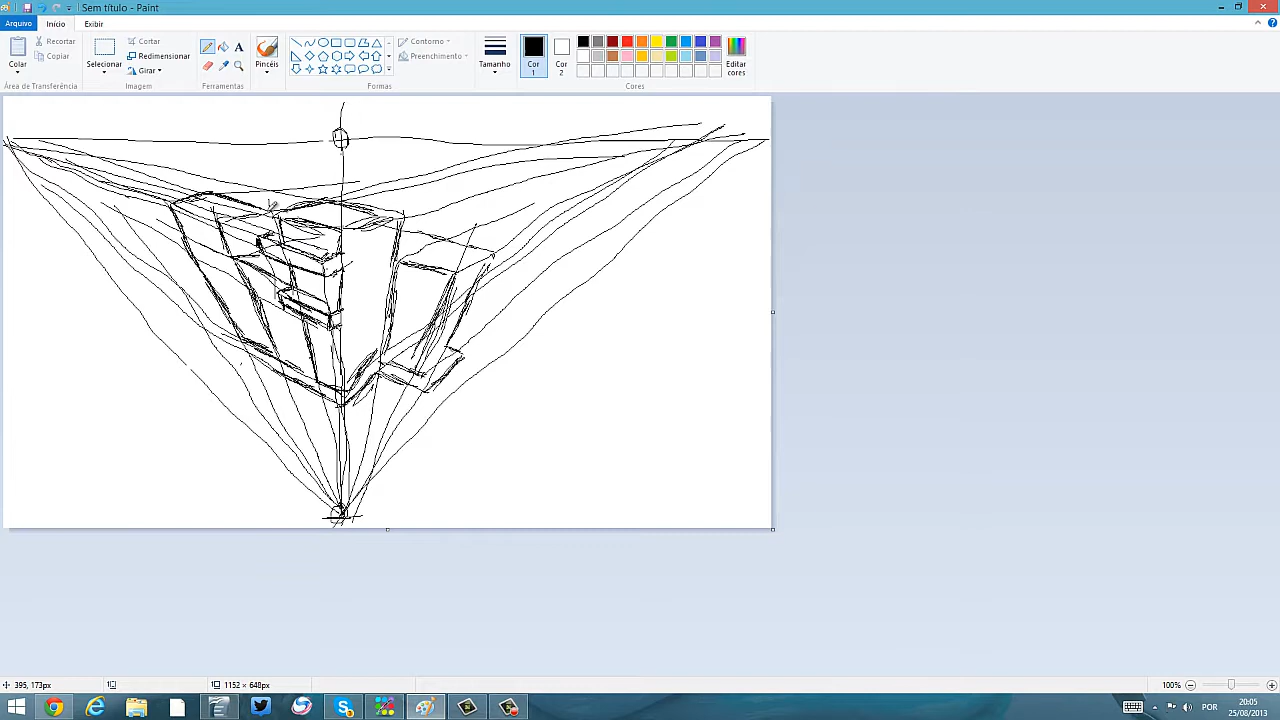 Sem título - Paint
Arquivo Início Exibir
Colar
Recortar
Copiar
Área de Transferência
Selecionar
Cortar
Redimensionar
Girar
Imagem
A
Ferramentas
Pincéis
Contorno
Preenchimento
Formas
Tamanho
Cor
1
Cor
2
Editar
cores
Cores
395, 173px
1152 × 648px
100%
POR
20:05
25/08/2013